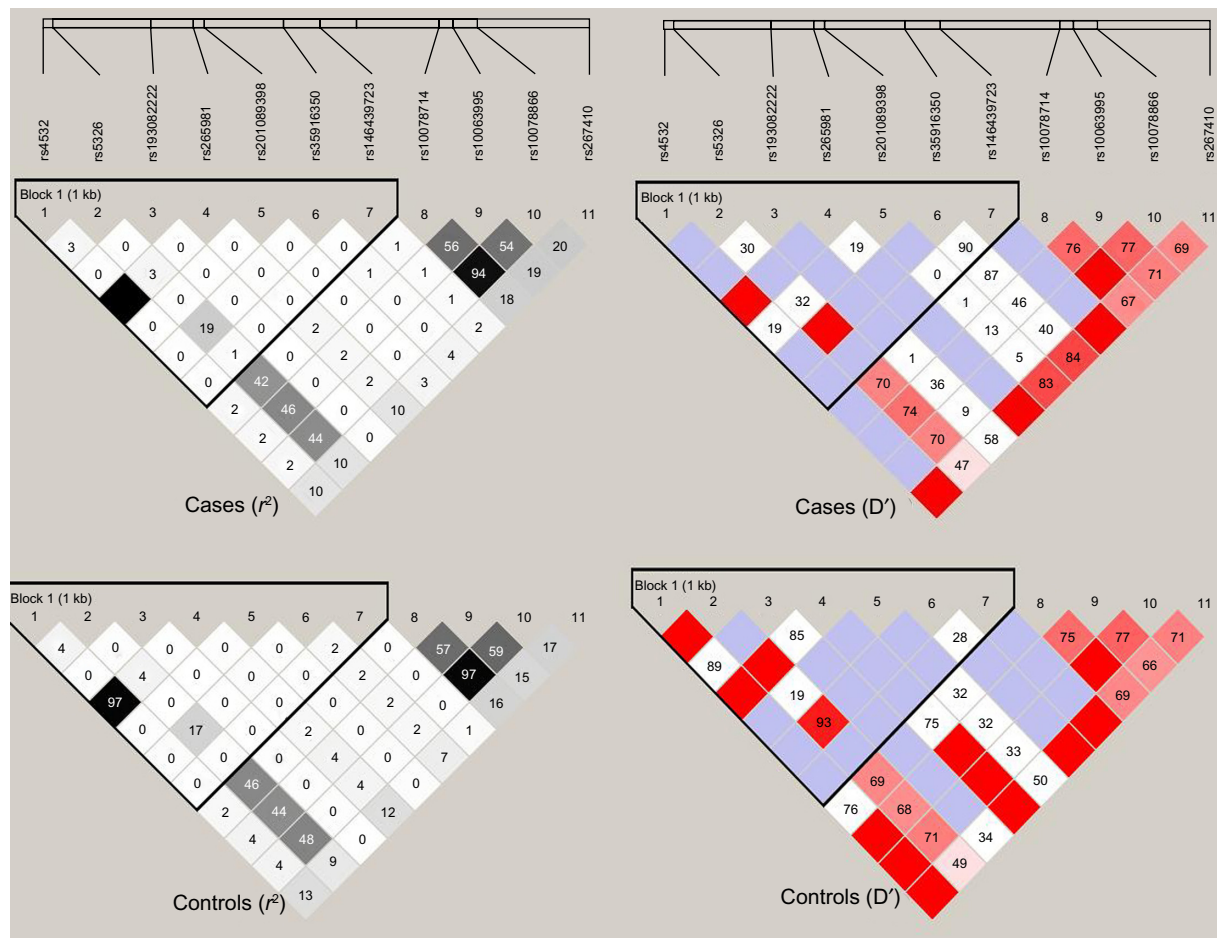 rs4532 rs5326 rs193082222 rs265981 rs201089398 rs35916350 rs146439723 rs10078714 rs10063995 rs10078866 rs267410
Block 1 (1 kb)
1 2 3 4 5 6 7 8 9 10 11
3 0 0 0 0 0 1 56 54 20
0 3 0 0 0 1 1 94 19
0 0 0 0 1 18
0 19 0 2 0 0 2
0 1 0 2 0 4
0 42 0 2 3
2 46 0 10
2 44 0
2 10
10
Cases (r²)
rs4532 rs5326 rs193082222 rs265981 rs201089398 rs35916350 rs146439723 rs10078714 rs10063995 rs10078866 rs267410
Block 1 (1 kb)
1 2 3 4 5 6 7 8 9 10 11
30 19 90 76 77 69
0 87 71
32 1 46 67
19 13 40
1 5 84
70 36 83
74 9
70 58
47
Cases (D′)
Block 1 (1 kb)
1 2 3 4 5 6 7 8 9 10 11
4 0 0 0 0 2 0 57 59 17
0 4 0 0 0 2 0 97 15
97 0 0 0 0 2 0 16
0 17 0 0 2 0 2 1
0 0 0 4 0 7
0 46 0 4 0
2 44 0 12
4 48 0
4 9
13
Controls (r²)
Block 1 (1 kb)
1 2 3 4 5 6 7 8 9 10 11
85 28 75 77 71
89 66
19 32 69
93 75 32
33
69 50
76 68
71 34
49
Controls (D′)